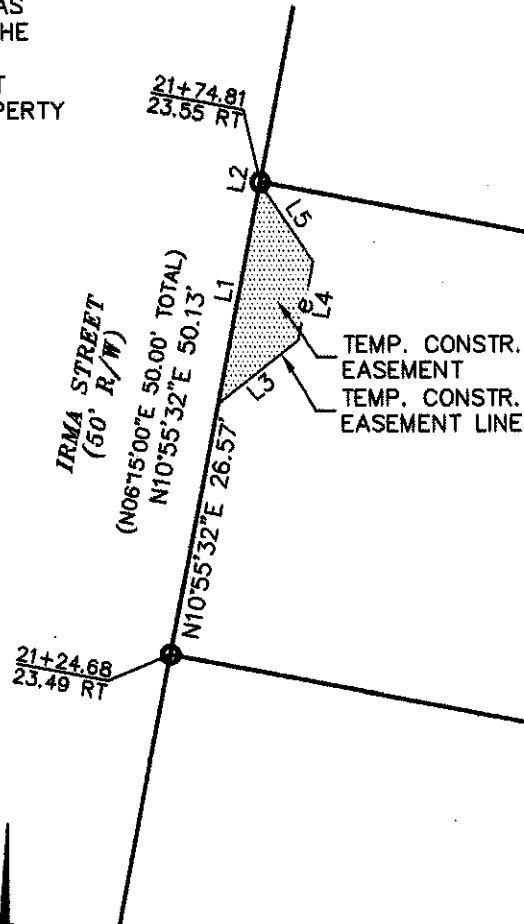 AS
HE
T
PERTY
21+74.81
23.55 RT
L2
L5
L1
e
L4
L3
TEMP. CONSTR.
EASEMENT
TEMP. CONSTR.
EASEMENT LINE
IRMA STREET
(50' R/W)
(N06°15'00"E 50.00' TOTAL)
N10°55'32"E 50.13'
N10°55'32"E 26.57'
21+24.68
23.49 RT